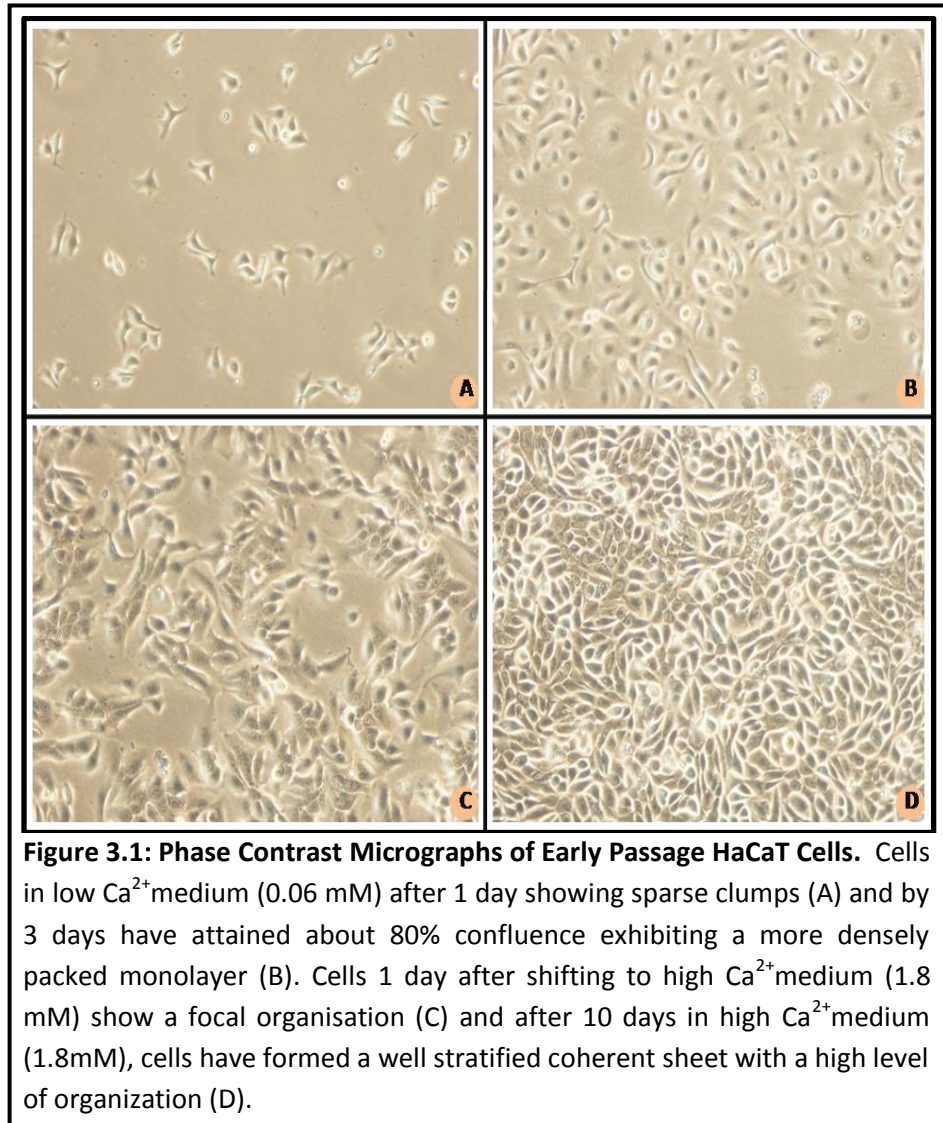 A
B
C
D
Figure 3.1: Phase Contrast Micrographs of Early Passage HaCaT Cells. Cells
in low Ca²⁺medium (0.06 mM) after 1 day showing sparse clumps (A) and by
3 days have attained about 80% confluence exhibiting a more densely
packed monolayer (B). Cells 1 day after shifting to high Ca²⁺medium (1.8
mM) show a focal organisation (C) and after 10 days in high Ca²⁺medium
(1.8mM), cells have formed a well stratified coherent sheet with a high level
of organization (D).